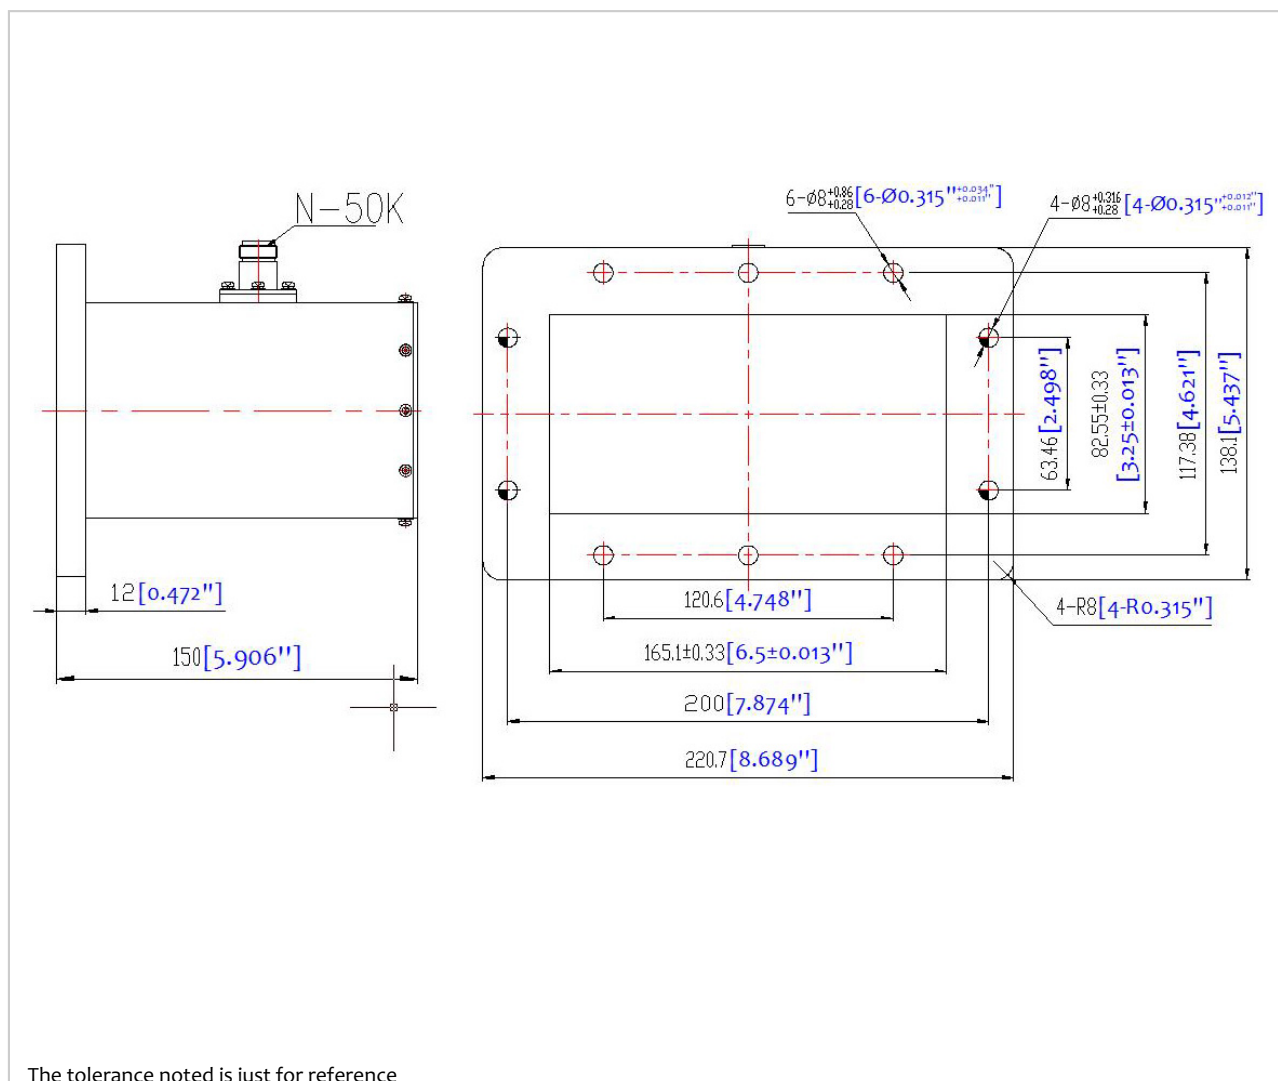 N-50K
6-Ø8+0.86+0.28[6-Ø0.315"+0.034"+0.011"]
4-Ø8+0.316+0.28[4-Ø0.315"+0.012"+0.011"]
63.46[2.498"]
82.55±0.33
[3.25±0.013"]
117.38[4.621"]
138.1[5.437"]
12[0.472"]
120.6[4.748"]
4-R8[4-R0.315"]
150[5.906"]
165.1±0.33[6.5±0.013"]
200[7.874"]
220.7[8.689"]
The tolerance noted is just for reference